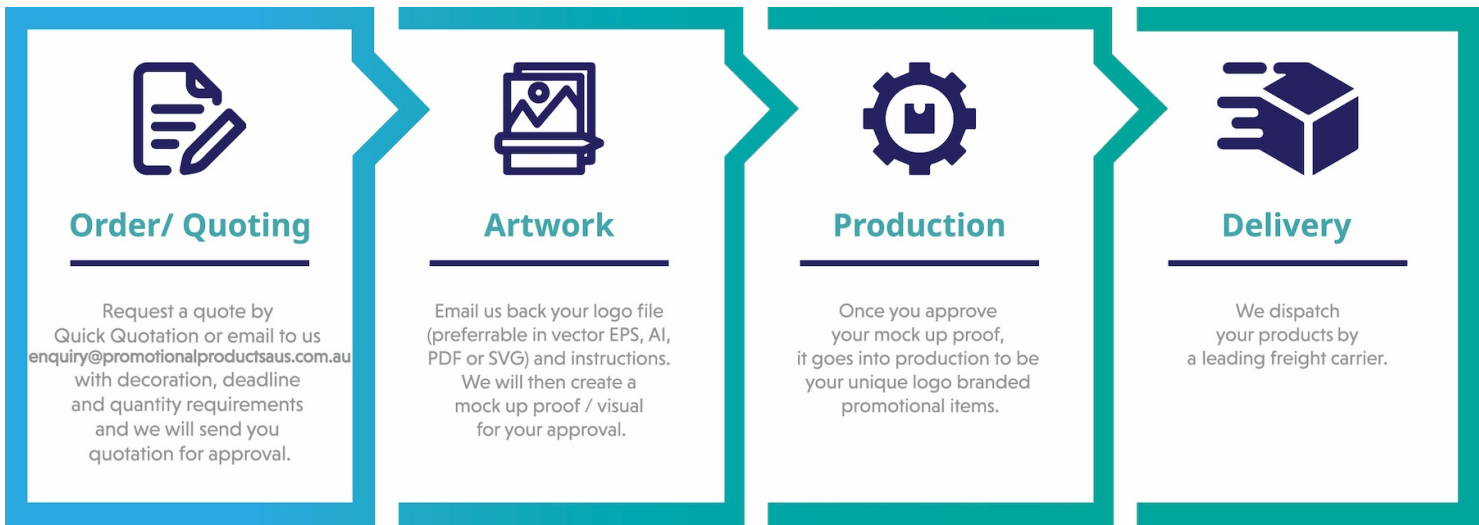 Order/ Quoting
Request a quote by
Quick Quotation or email to us
enquiry@promotionalproductsaus.com.au
with decoration, deadline
and quantity requirements
and we will send you
quotation for approval.
Artwork
Email us back your logo file
(preferrable in vector EPS, AI,
PDF or SVG) and instructions.
We will then create a
mock up proof / visual
for your approval.
Production
Once you approve
your mock up proof,
it goes into production to be
your unique logo branded
promotional items.
Delivery
We dispatch
your products by
a leading freight carrier.